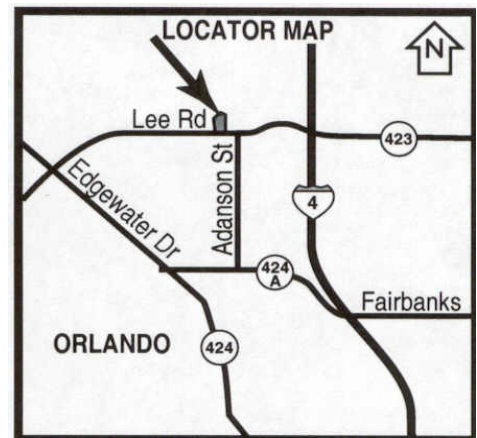 LOCATOR MAP
N
Lee Rd
423
Adanson St
Edgewater Dr
4
424
A
Fairbanks
ORLANDO
424